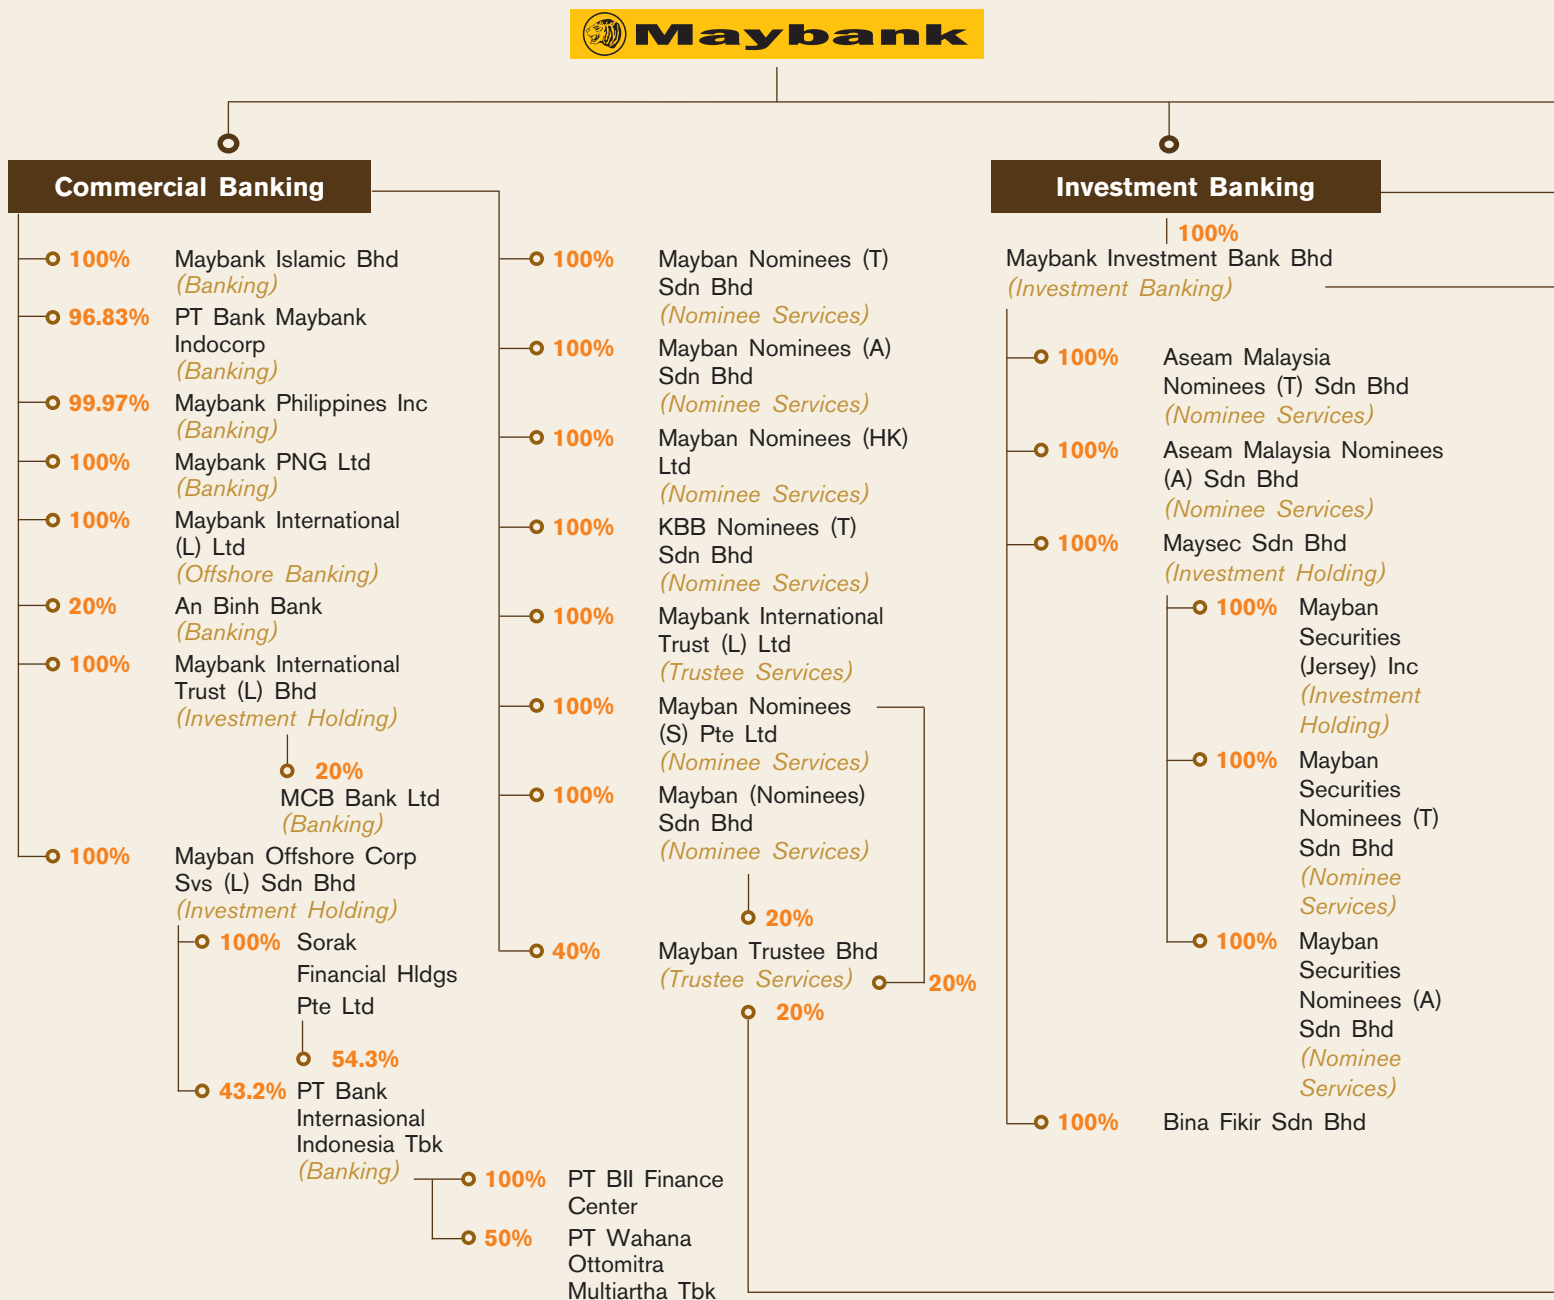 Maybank
Commercial Banking
100% Maybank Islamic Bhd
(Banking)
96.83% PT Bank Maybank
Indocorp
(Banking)
99.97% Maybank Philippines Inc
(Banking)
100% Maybank PNG Ltd
(Banking)
100% Maybank International
(L) Ltd
(Offshore Banking)
20% An Binh Bank
(Banking)
100% Maybank International
Trust (L) Bhd
(Investment Holding)
20%
MCB Bank Ltd
(Banking)
100% Mayban Offshore Corp
Svs (L) Sdn Bhd
(Investment Holding)
100% Sorak
Financial Hldgs
Pte Ltd
54.3%
43.2% PT Bank
Internasional
Indonesia Tbk
(Banking)
100% PT BII Finance
Center
50% PT Wahana
Ottomitra
Multiartha Tbk
100% Mayban Nominees (T)
Sdn Bhd
(Nominee Services)
100% Mayban Nominees (A)
Sdn Bhd
(Nominee Services)
100% Mayban Nominees (HK)
Ltd
(Nominee Services)
100% KBB Nominees (T)
Sdn Bhd
(Nominee Services)
100% Maybank International
Trust (L) Ltd
(Trustee Services)
100% Mayban Nominees
(S) Pte Ltd
(Nominee Services)
100% Mayban (Nominees)
Sdn Bhd
(Nominee Services)
20%
40% Mayban Trustee Bhd
(Trustee Services)
20%
20%
Investment Banking
100%
Maybank Investment Bank Bhd
(Investment Banking)
100% Aseam Malaysia
Nominees (T) Sdn Bhd
(Nominee Services)
100% Aseam Malaysia Nominees
(A) Sdn Bhd
(Nominee Services)
100% Maysec Sdn Bhd
(Investment Holding)
100% Mayban
Securities
(Jersey) Inc
(Investment
Holding)
100% Mayban
Securities
Nominees (T)
Sdn Bhd
(Nominee
Services)
100% Mayban
Securities
Nominees (A)
Sdn Bhd
(Nominee
Services)
100% Bina Fikir Sdn Bhd